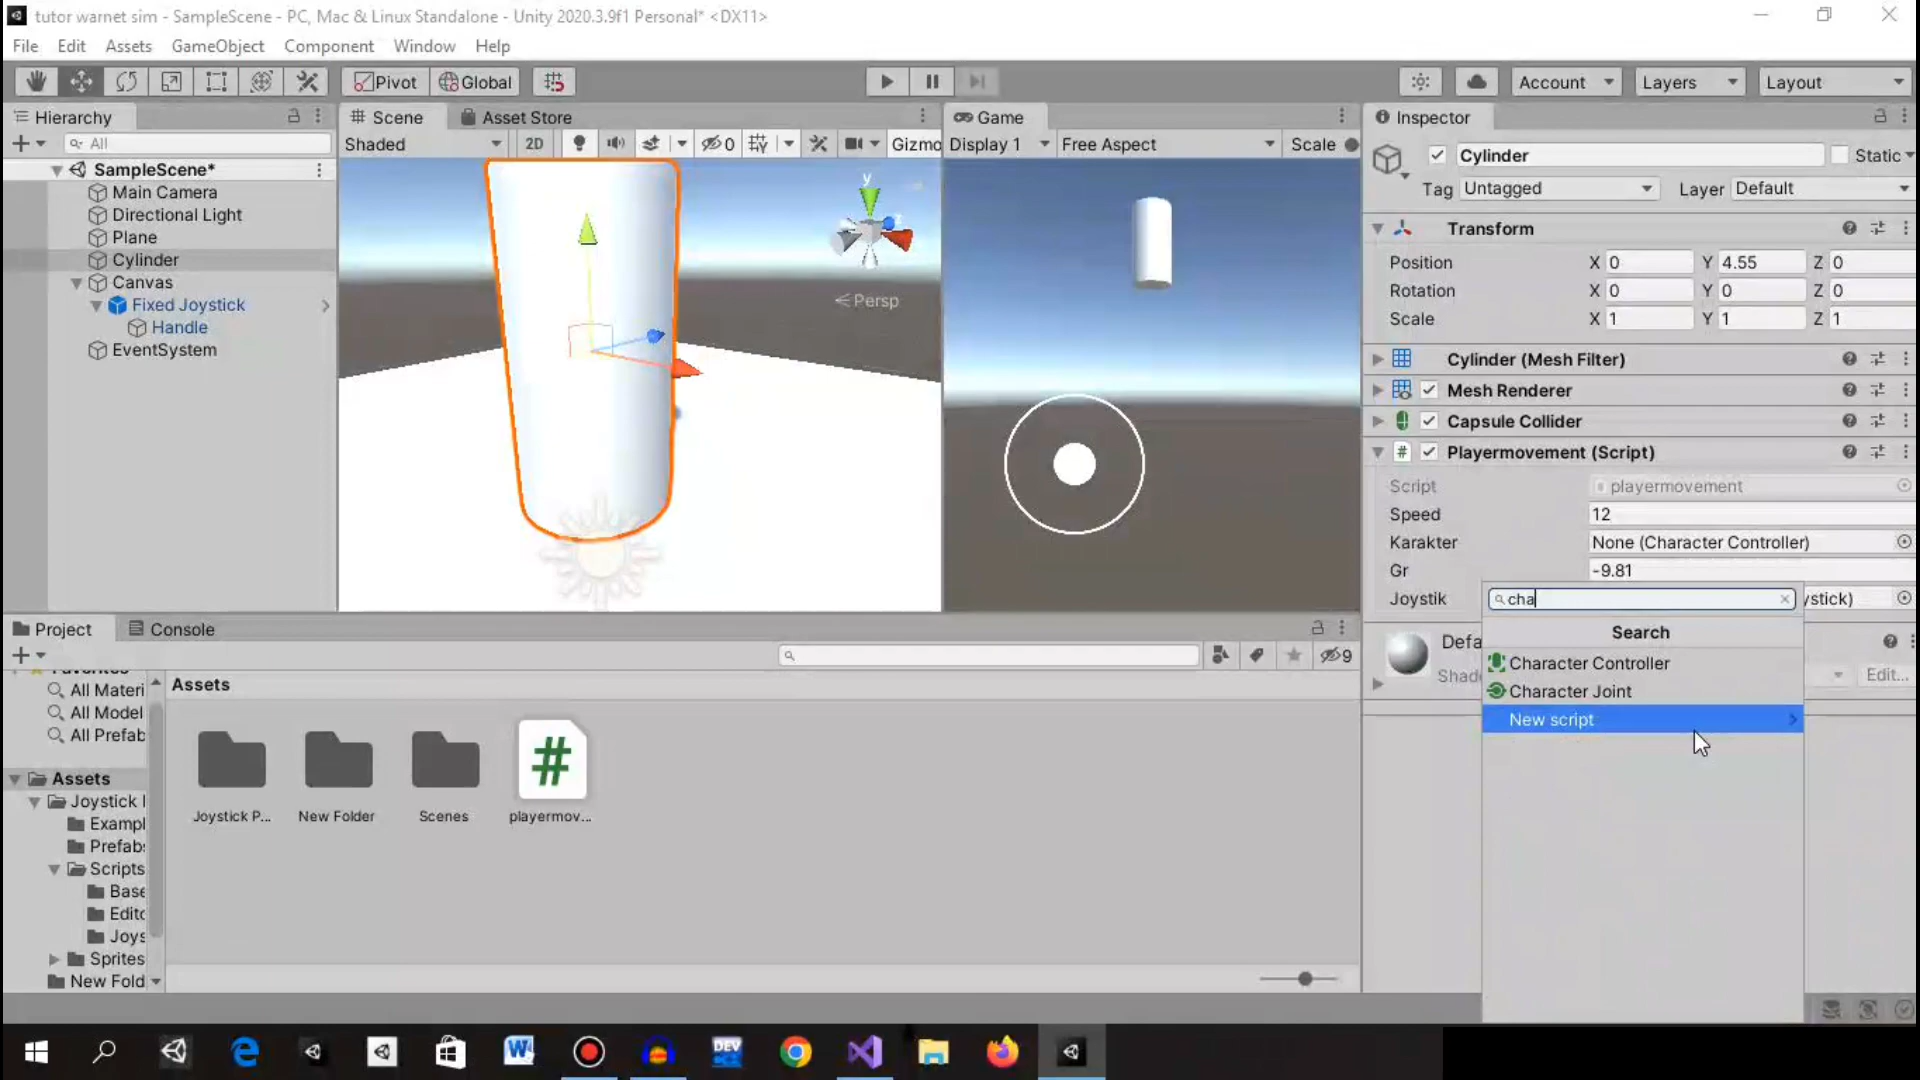 tutor warnet sim - SampleScene - PC, Mac & Linux Standalone - Unity 2020.3.9f1 Personal* <DX11>
File Edit Assets GameObject Component Window Help
Pivot Global Account Layers Layout
Hierarchy
All
SampleScene*
Main Camera
Directional Light
Plane
Cylinder
Canvas
Fixed Joystick
Handle
EventSystem
Scene Asset Store
Shaded 2D 0 Gizmo
y
Persp
Game
Display 1 Free Aspect Scale
Inspector
Cylinder Static
Tag Untagged Layer Default
Transform
Position X 0 Y 4.55 Z 0
Rotation X 0 Y 0 Z 0
Scale X 1 Y 1 Z 1
Cylinder (Mesh Filter)
Mesh Renderer
Capsule Collider
# Playermovement (Script)
Script playermovement
Speed 12
Karakter None (Character Controller)
Gr -9.81
Joystik ystick)
Defa
Shade Edit...
cha
Search
Character Controller
Character Joint
New script
Project Console
9
All Materi
All Model
All Prefab
Assets
Joystick
Exampl
Prefabs
Scripts
Base
Edito
Joys
Sprites
New Fold
Assets
#
Joystick P... New Folder Scenes playermov...
W DEV